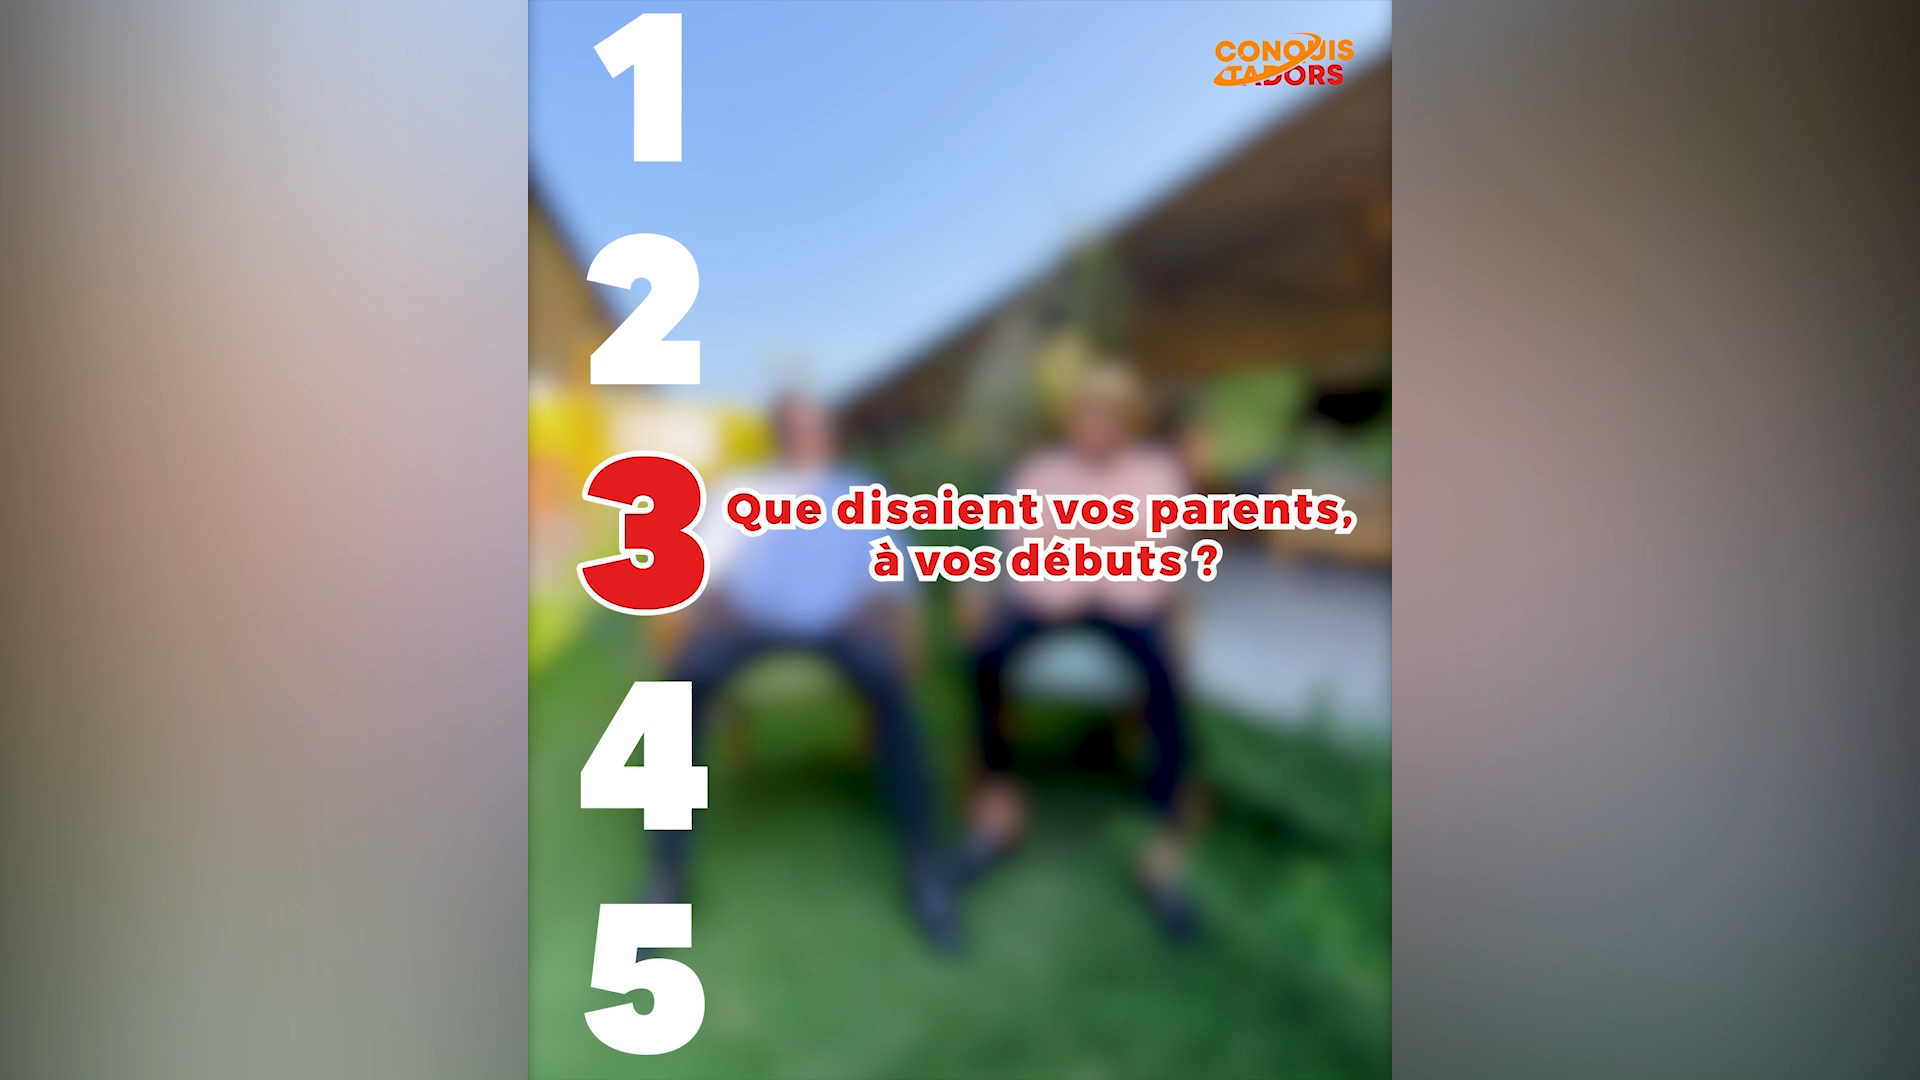 CONQUIS
TADORS
1
2
3
Que disaient vos parents,
à vos débuts ?
4
5